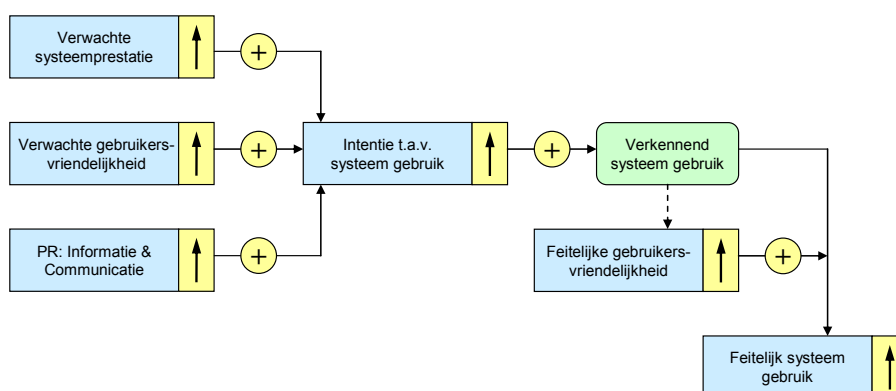 Verwachte
systeemprestatie
+
Verwachte gebruikers-
vriendelijkheid
+
Intentie t.a.v.
systeem gebruik
+
Verkennend
systeem gebruik
PR: Informatie &
Communicatie
+
Feitelijke gebruikers-
vriendelijkheid
+
Feitelijk systeem
gebruik